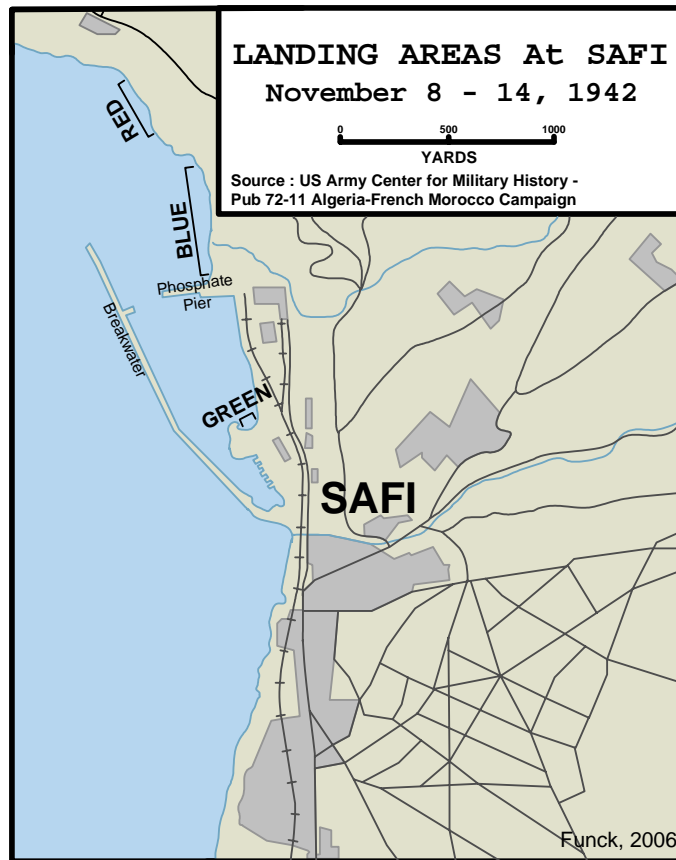 LANDING AREAS At SAFI
November 8 - 14, 1942
0 500 1000
YARDS
Source : US Army Center for Military History -
Pub 72-11 Algeria-French Morocco Campaign
RED
BLUE
Phosphate
Pier
Breakwater
GREEN
SAFI
Funck, 2006